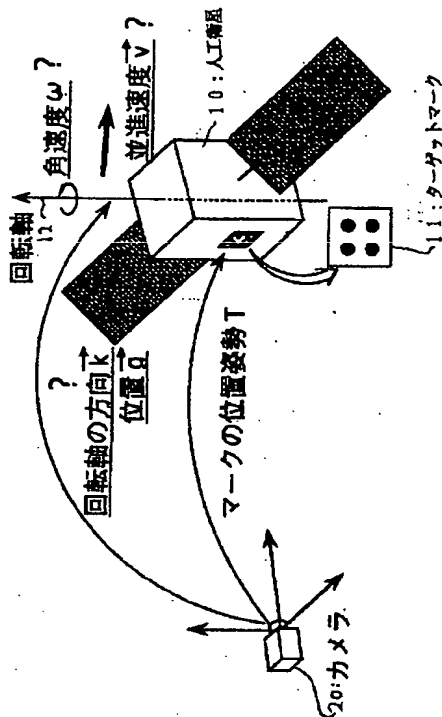 回転軸
12
角速度ω?
並進速度v→?
10:人工衛星
?
回転軸の方向k→
位置g→
マークの位置姿勢T
11:ターゲットマーク
20:カメラ